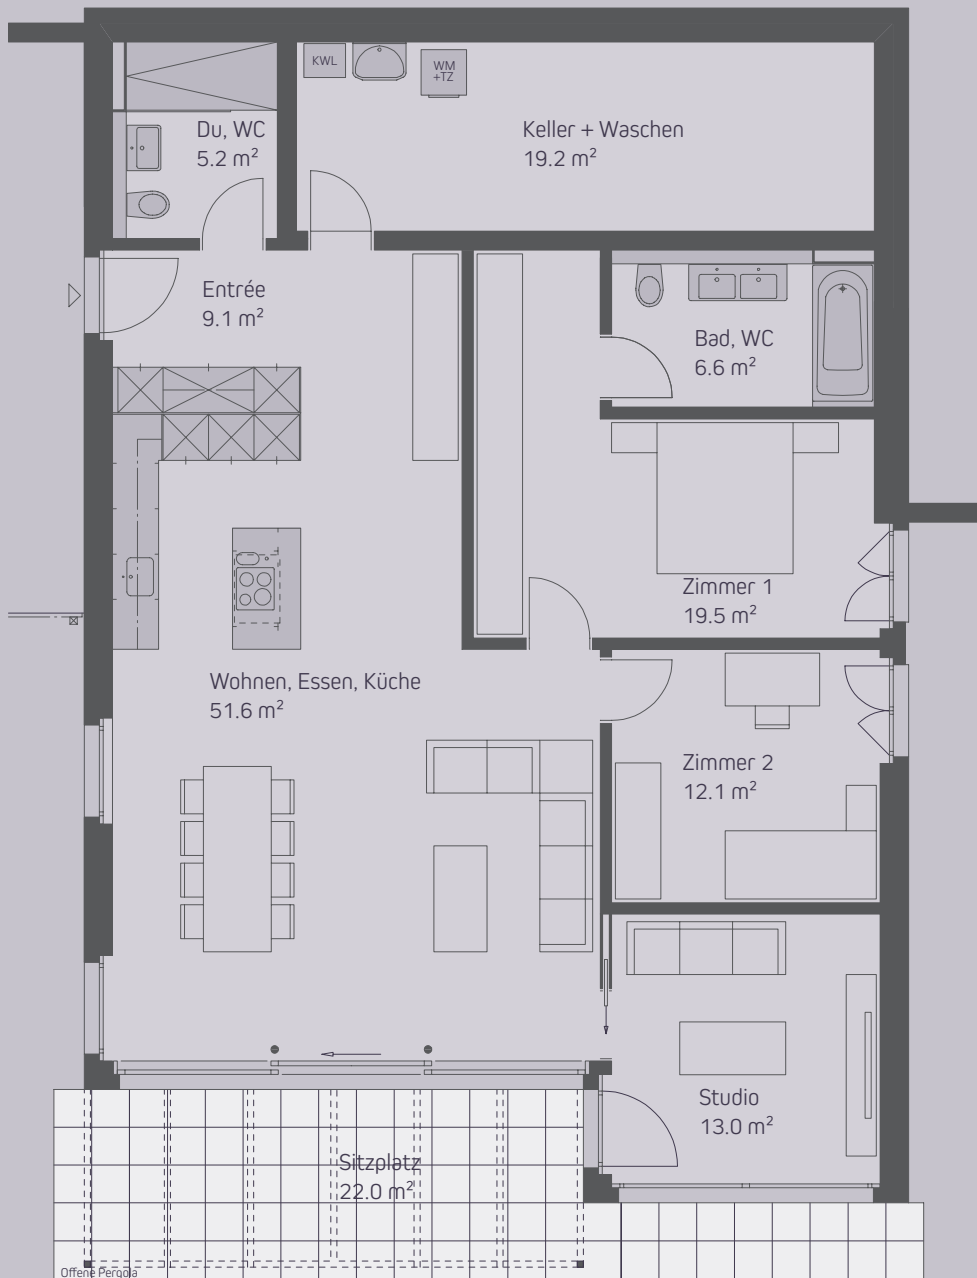 KWL
WM
+TZ
Du, WC
5.2 m²
Keller + Waschen
19.2 m²
Entrée
9.1 m²
Bad, WC
6.6 m²
Zimmer 1
19.5 m²
Wohnen, Essen, Küche
51.6 m²
Zimmer 2
12.1 m²
Studio
13.0 m²
Sitzplatz
22.0 m²
Offene Pergola